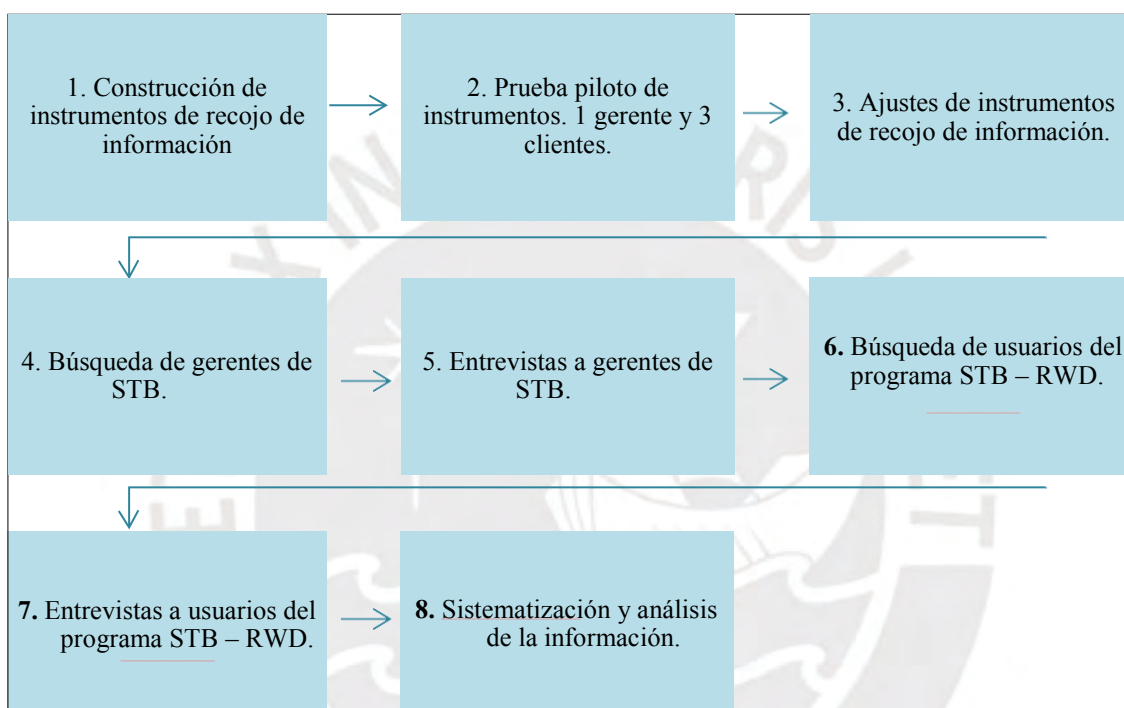 1. Construcción de
instrumentos de recojo de
información
2. Prueba piloto de
instrumentos. 1 gerente y 3
clientes.
3. Ajustes de instrumentos
de recojo de información.
4. Búsqueda de gerentes de
STB.
5. Entrevistas a gerentes de
STB.
6. Búsqueda de usuarios del
programa STB – RWD.
7. Entrevistas a usuarios del
programa STB – RWD.
8. Sistematización y análisis
de la información.